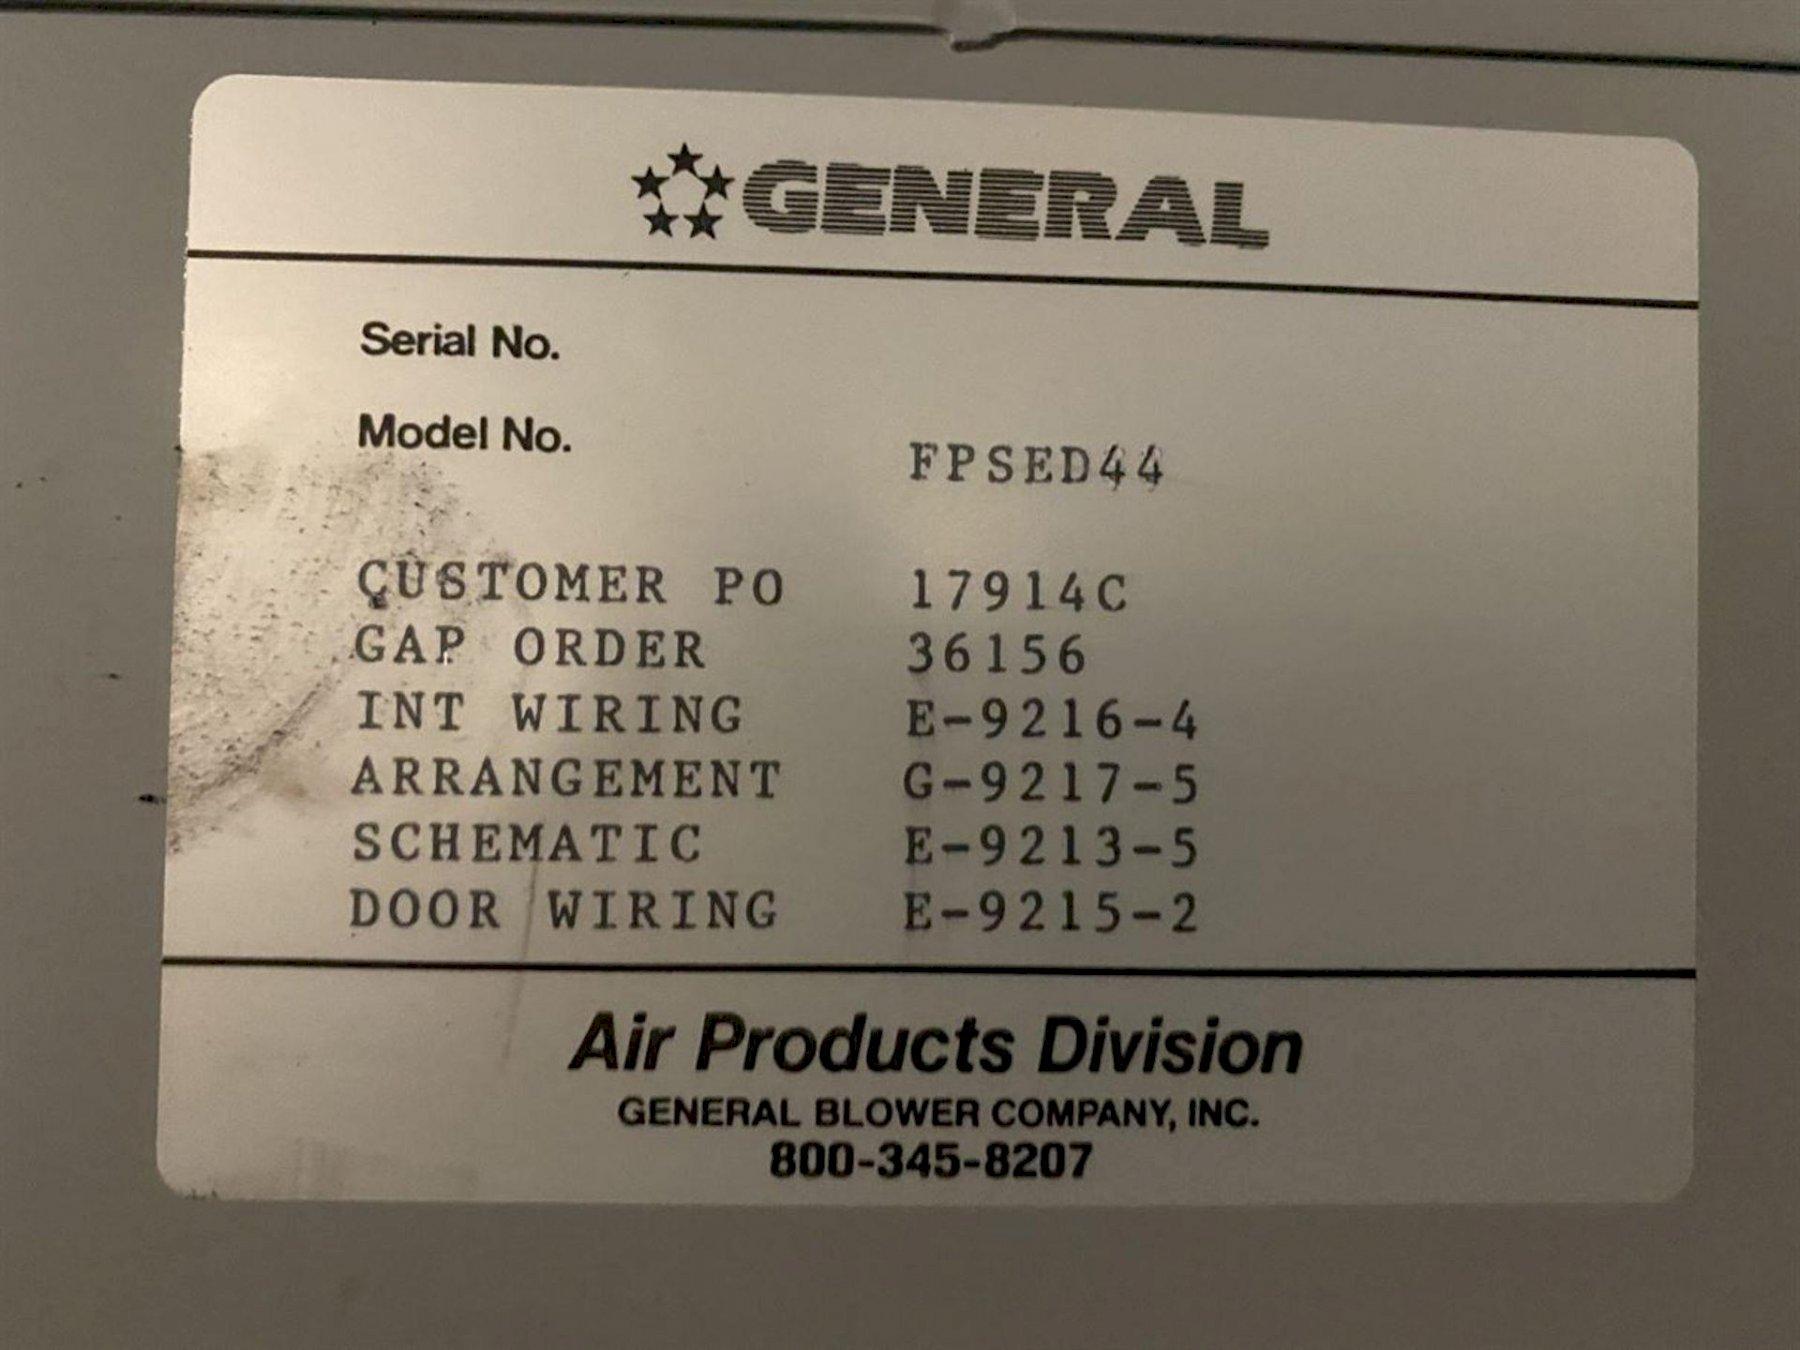 GENERAL
Serial No.
Model No. FPSED44
CUSTOMER PO 17914C
GAP ORDER 36156
INT WIRING E-9216-4
ARRANGEMENT G-9217-5
SCHEMATIC E-9213-5
DOOR WIRING E-9215-2
Air Products Division
GENERAL BLOWER COMPANY, INC.
800-345-8207